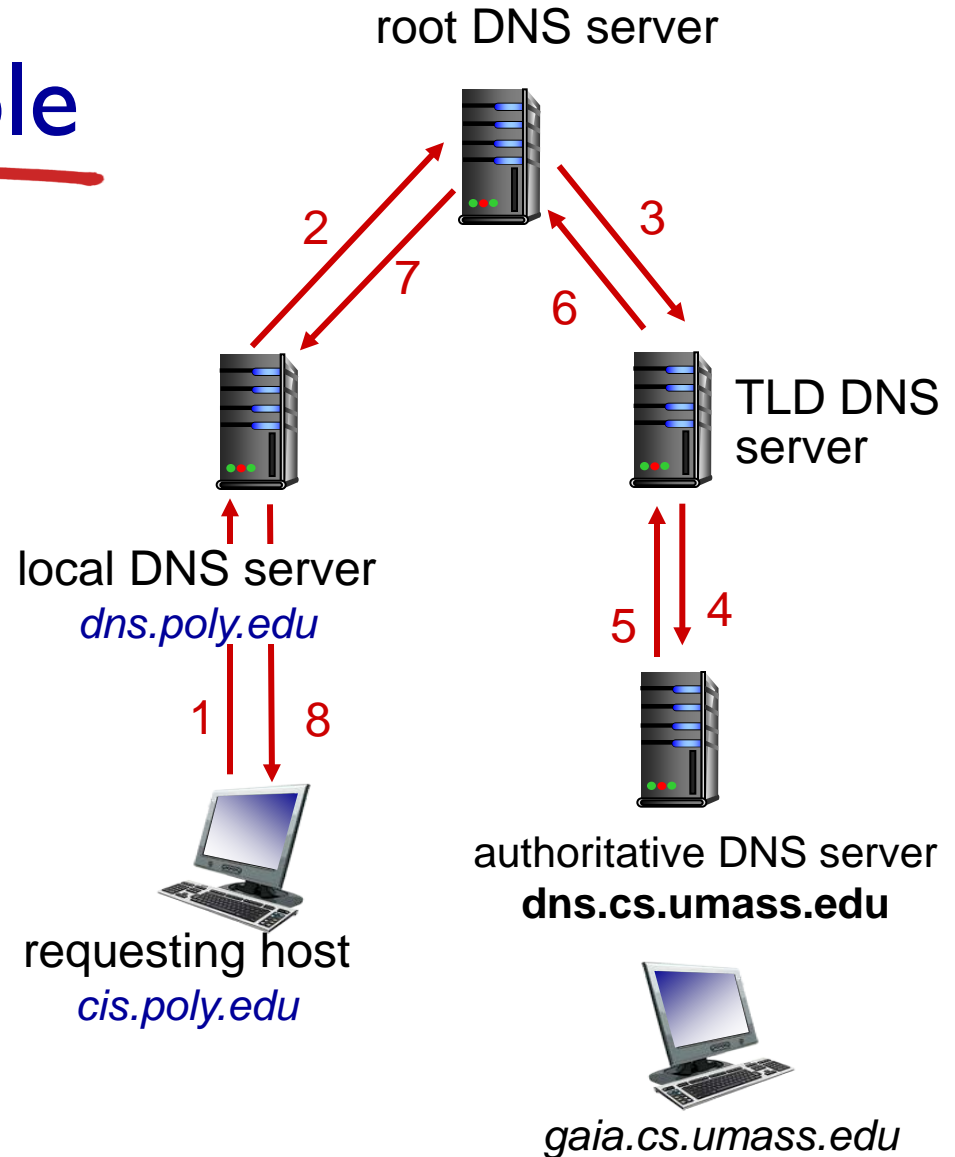 root DNS server
2
3
7
6
TLD DNS
server
local DNS server
dns.poly.edu
5
4
1
8
authoritative DNS server
dns.cs.umass.edu
requesting host
cis.poly.edu
gaia.cs.umass.edu